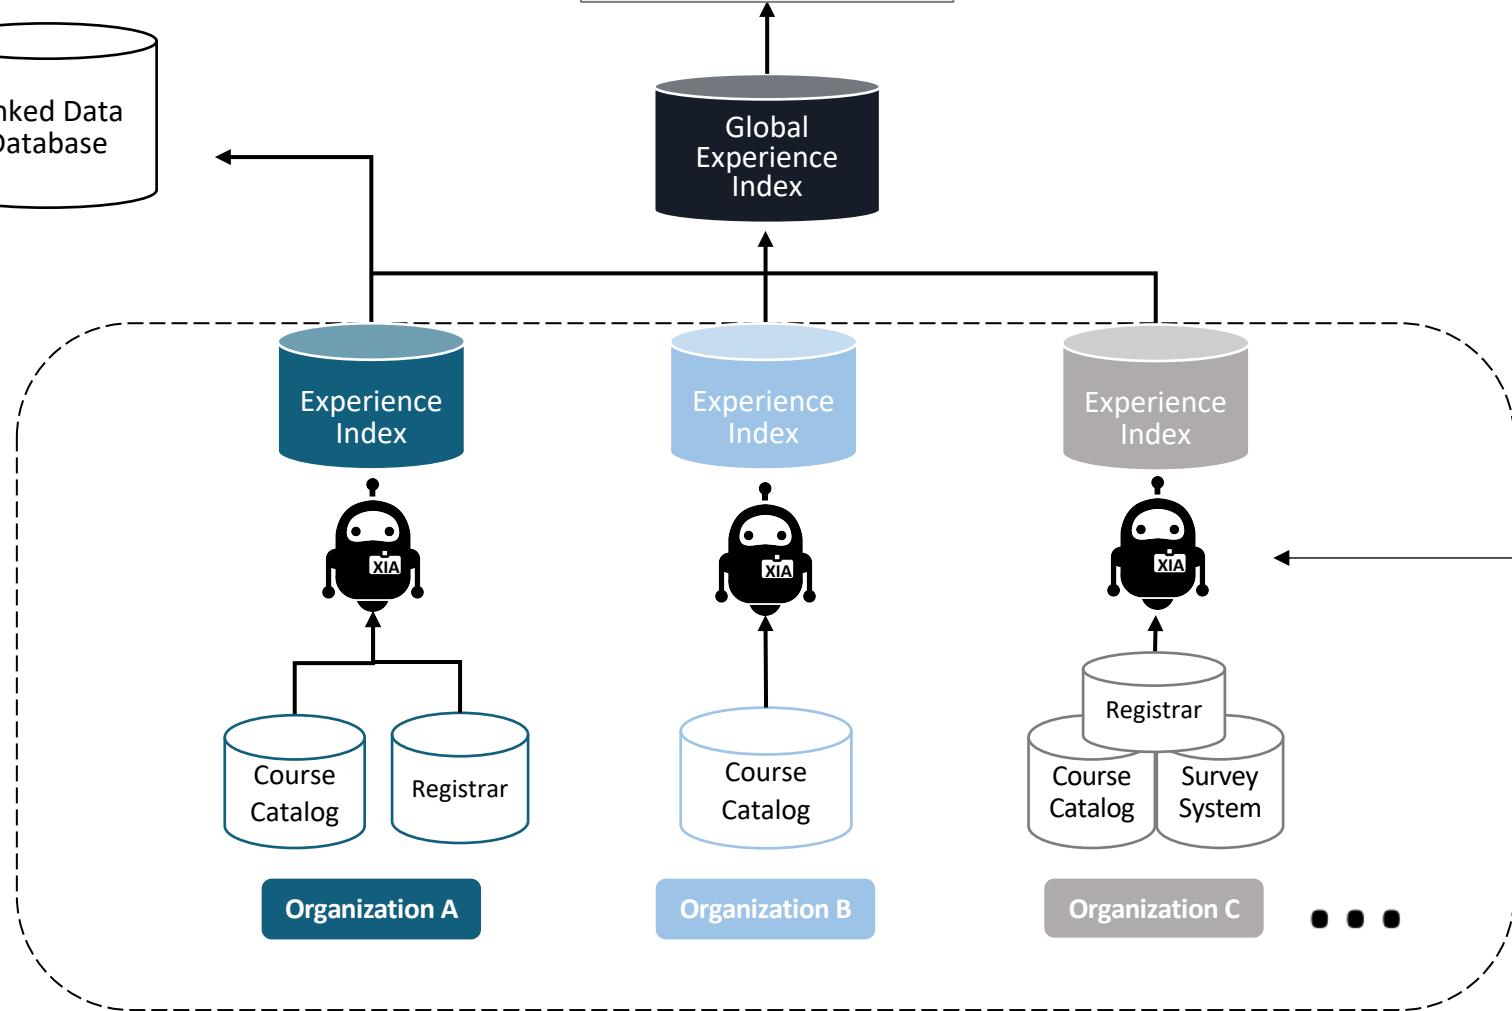 Data
Database
Global
Experience
Index
Experience
Index
Experience
Index
Experience
Index
XIA
XIA
XIA
Course
Catalog
Registrar
Course
Catalog
Registrar
Course
Catalog
Survey
System
Organization A
Organization B
Organization C